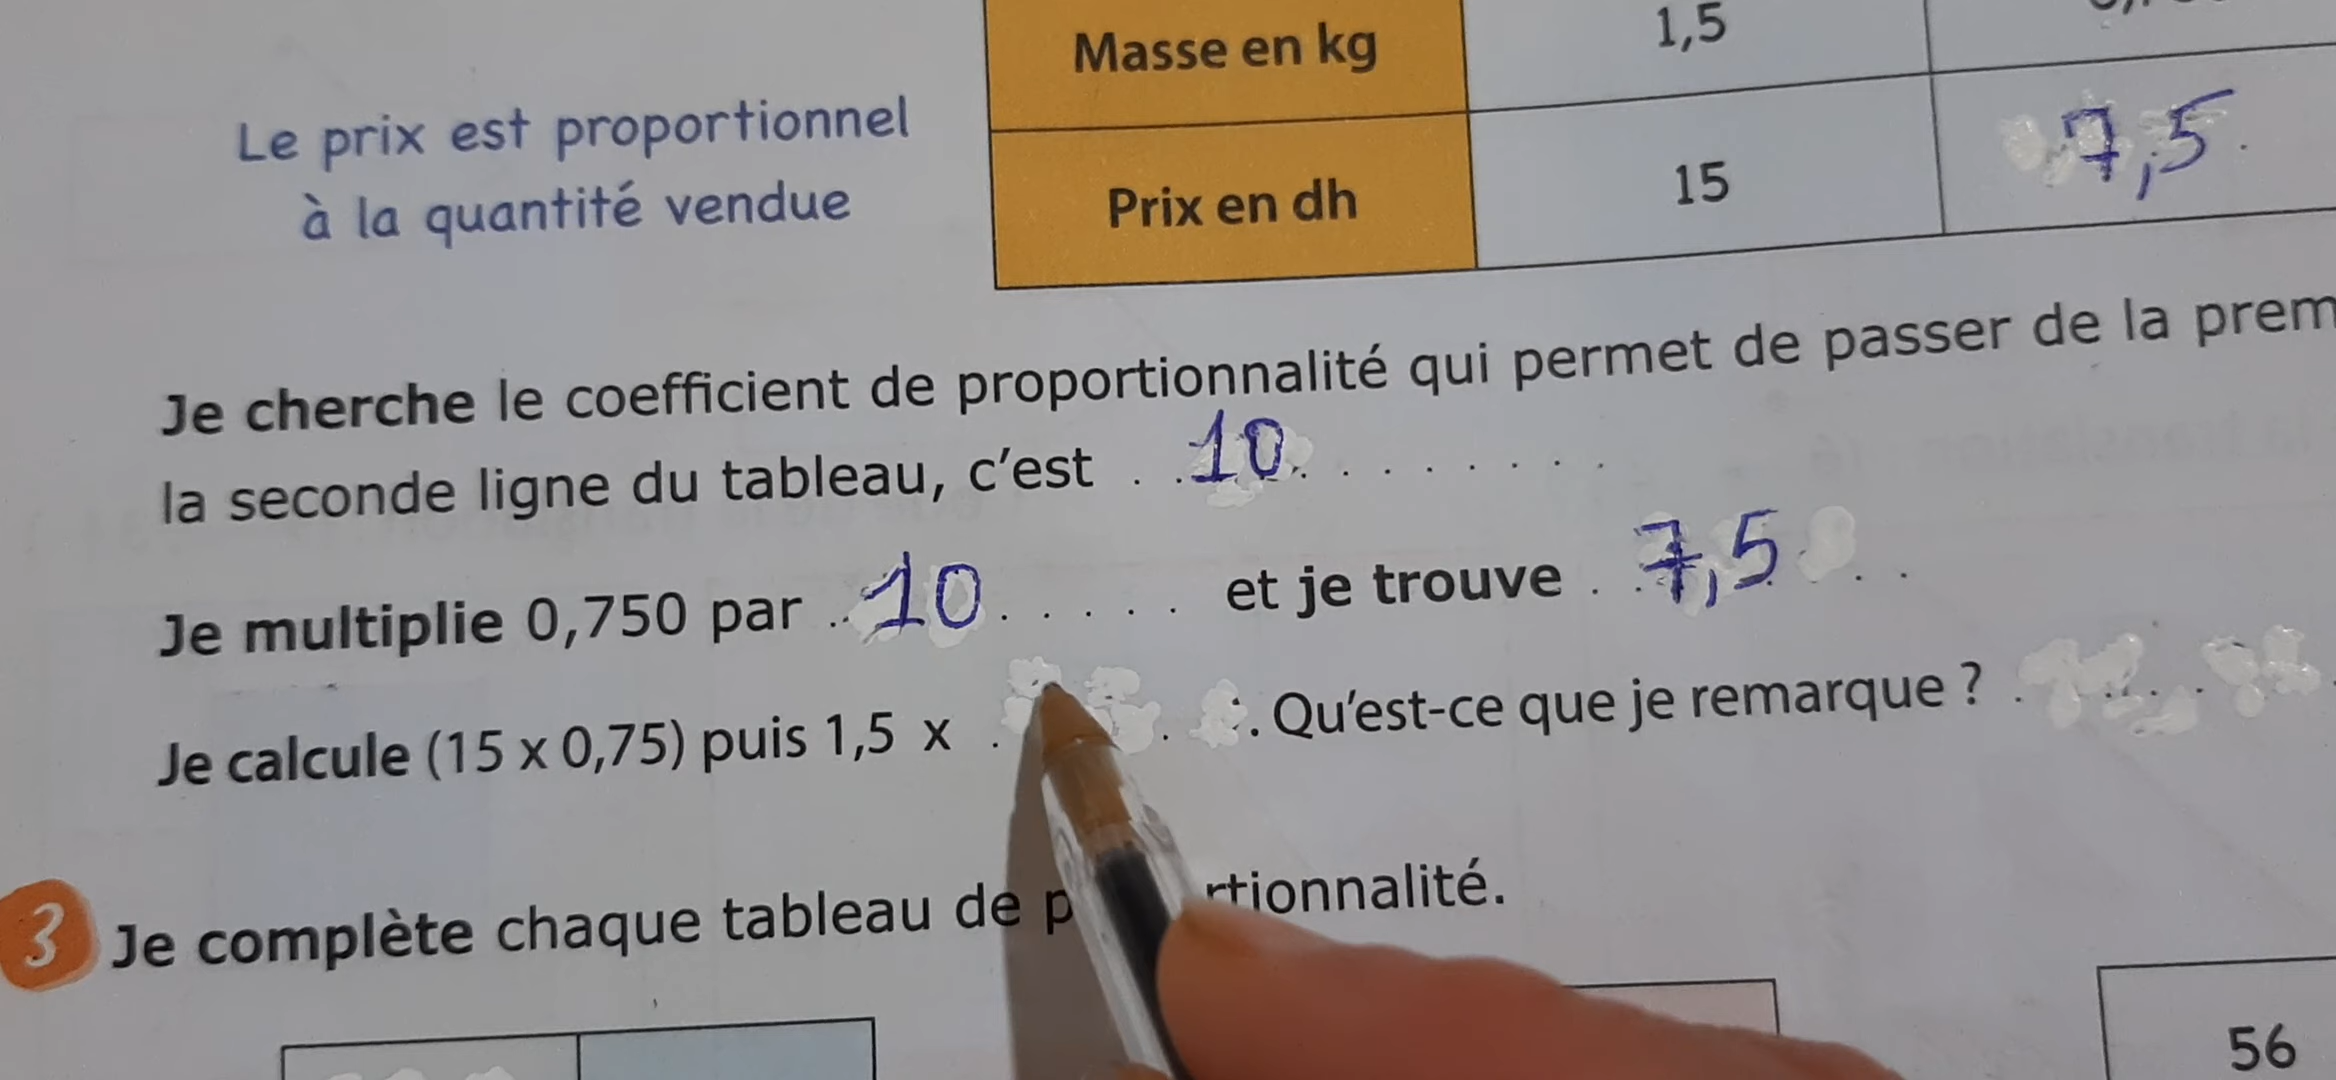 Masse en kg 1,5
Le prix est proportionnel
à la quantité vendue
Prix en dh 15 7,5
Je cherche le coefficient de proportionnalité qui permet de passer de la prem
la seconde ligne du tableau, c'est . . 10 . . . . . . . .
Je multiplie 0,750 par . . 10 . . . . . et je trouve . . 7,5 . .
Je calcule (15 x 0,75) puis 1,5 x . . . . Qu'est-ce que je remarque ? . . . .
3 Je complète chaque tableau de p rtionnalité.
56